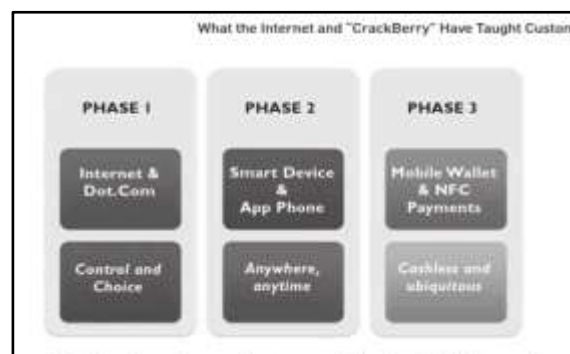 What the Internet and "CrackBerry" Have Taught
PHASE 1
Internet &
Dot.Com
Control and
Choice
PHASE 2
Smart Device
&
App Phone
Anywhere,
anytime
PHASE 3
Mobile Wallet
& NFC
Payments
Cashless and
ubiquitous